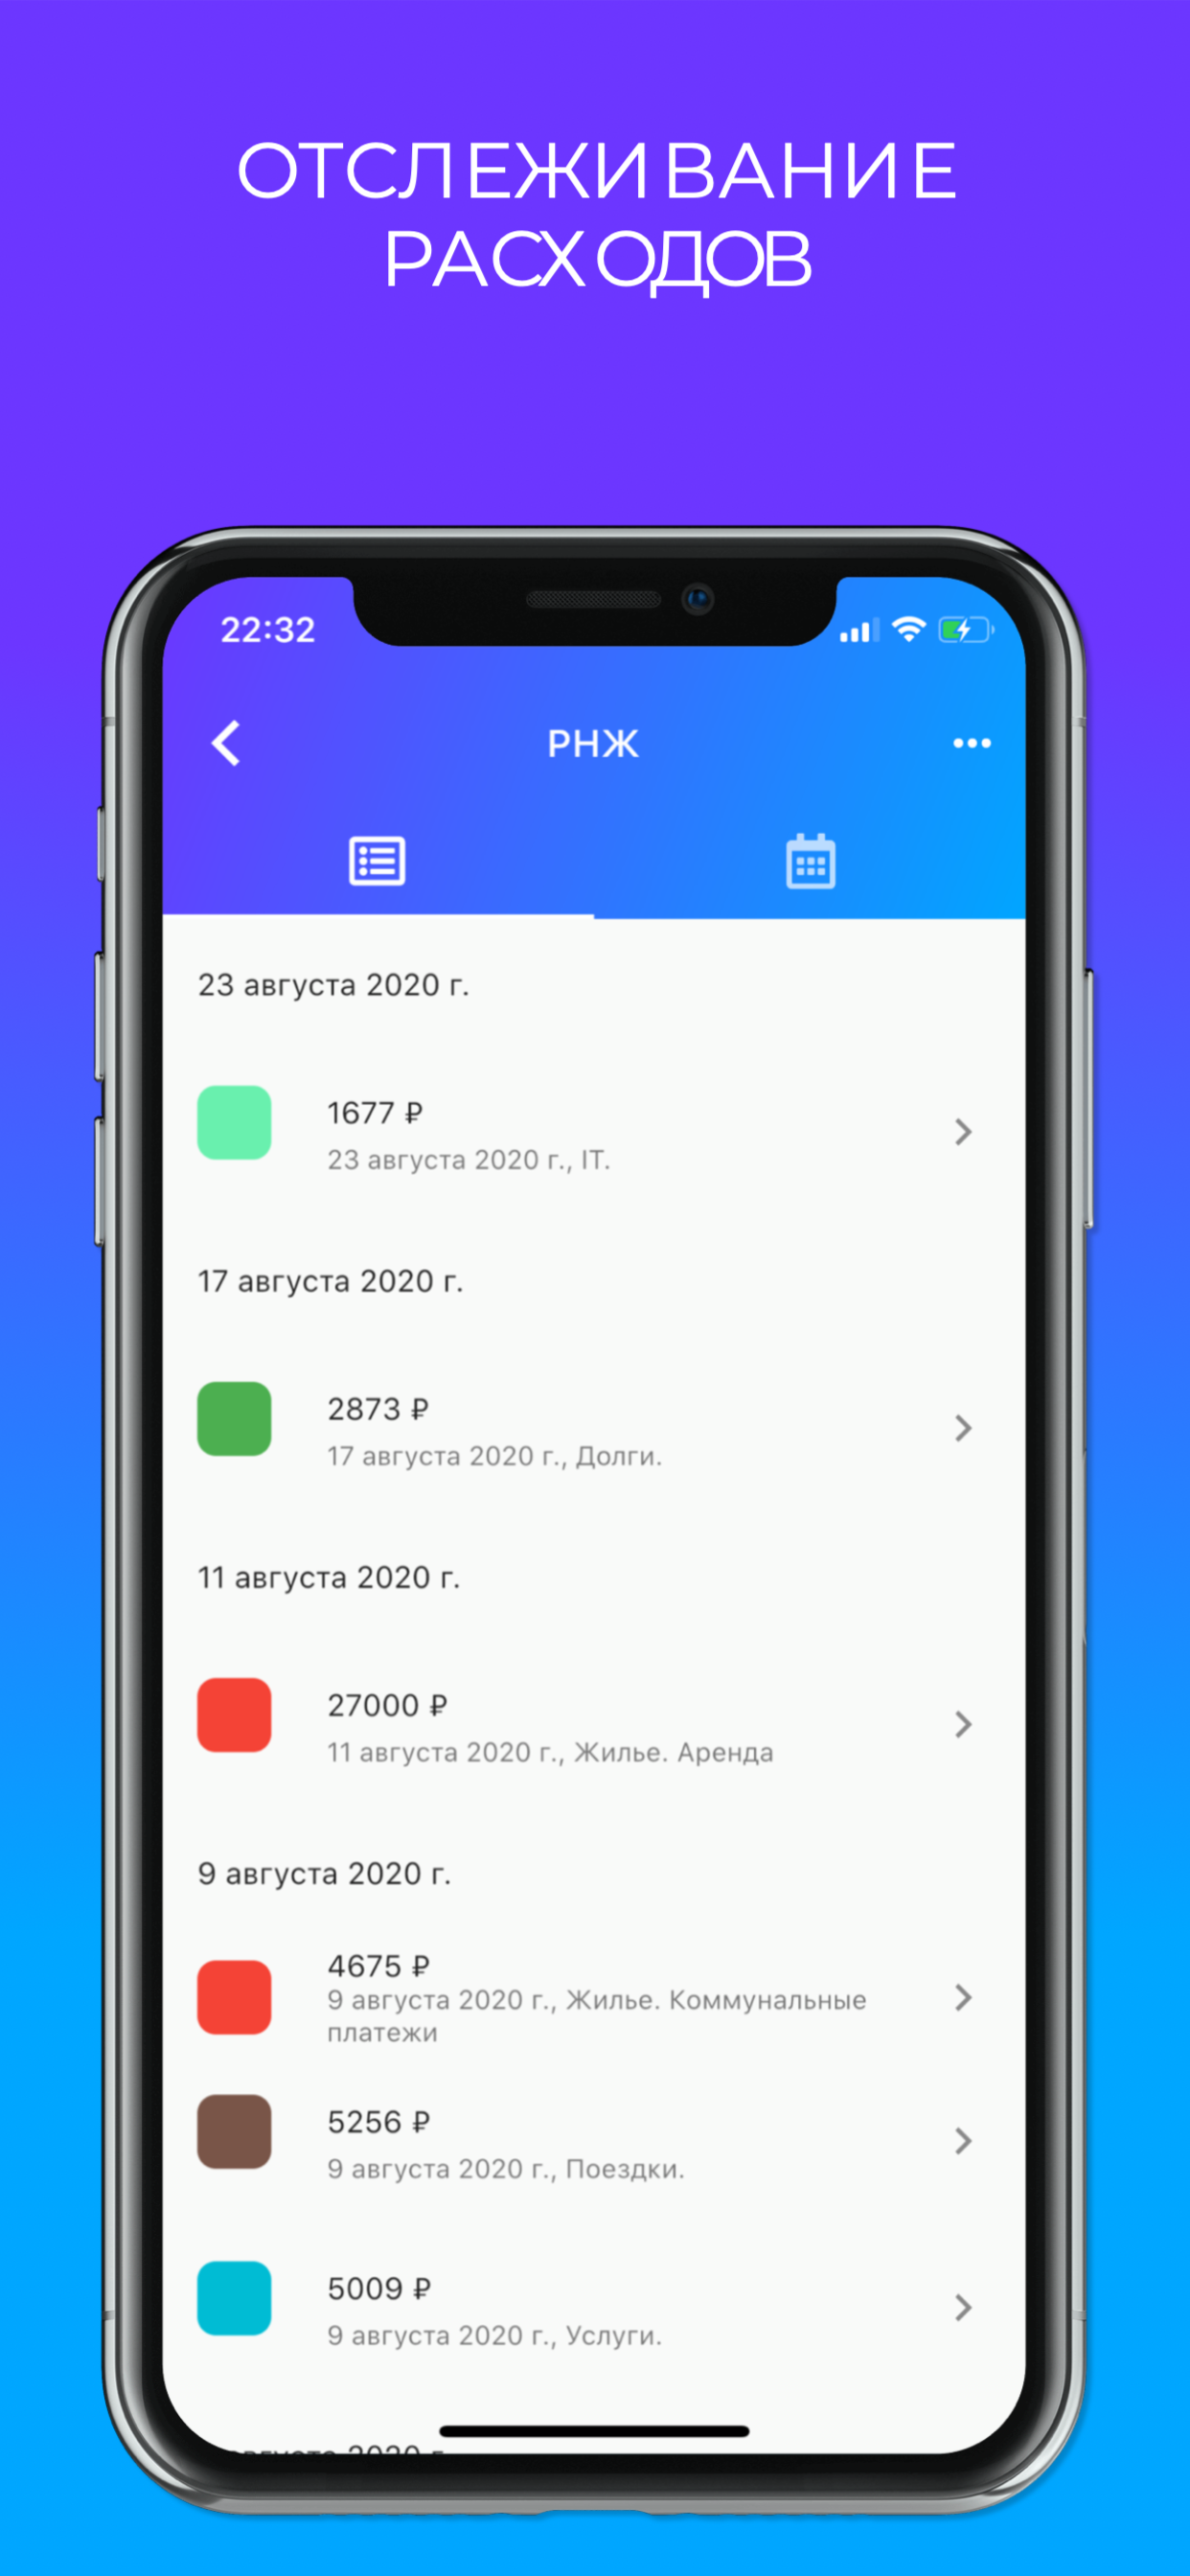 ОТСЛЕЖИВАНИЕ
РАСХОДОВ
22:32
РНЖ
23 августа 2020 г.
1677 ₽
23 августа 2020 г., IT.
17 августа 2020 г.
2873 ₽
17 августа 2020 г., Долги.
11 августа 2020 г.
27000 ₽
11 августа 2020 г., Жилье. Аренда
9 августа 2020 г.
4675 ₽
9 августа 2020 г., Жилье. Коммунальные
платежи
5256 ₽
9 августа 2020 г., Поездки.
5009 ₽
9 августа 2020 г., Услуги.
августа 2020 г.